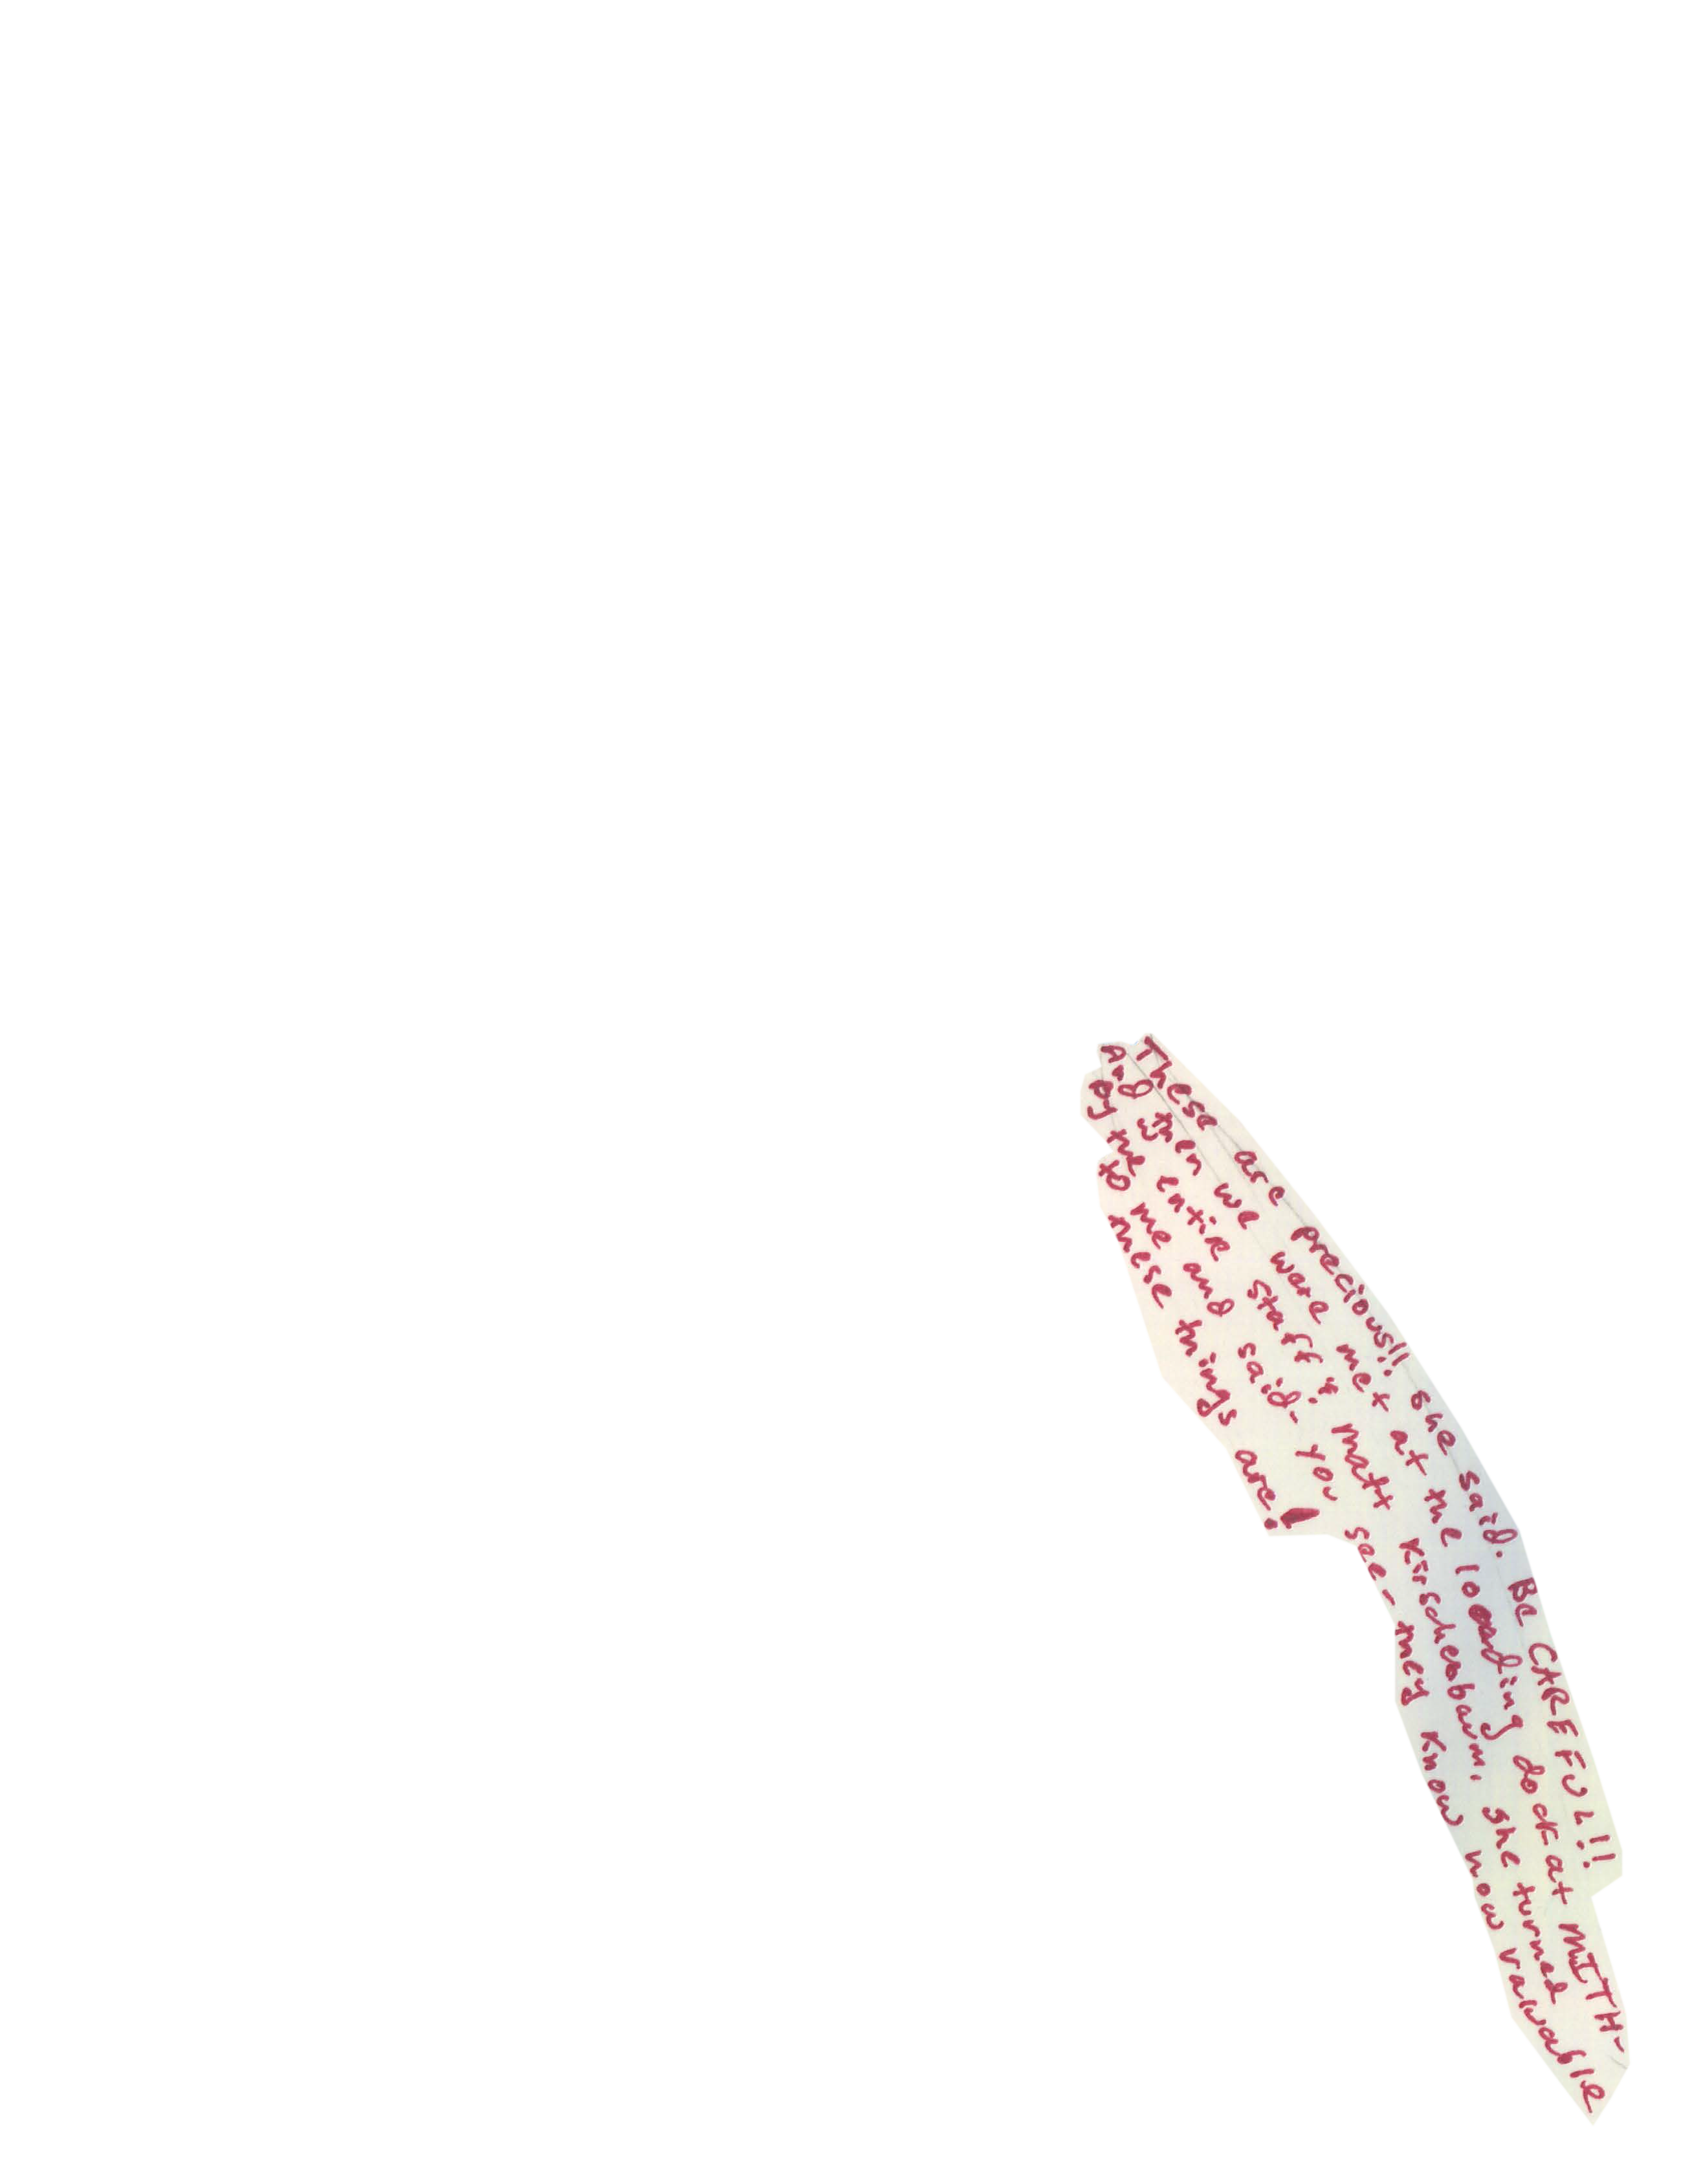 These are precious!! she said. Be CAREFUL!!
And when we were met at the loading dock at MITH-
by the entire staff & Matt Kirschenbaum, she turned
to me and said- you see- they know how valuable
these things are!